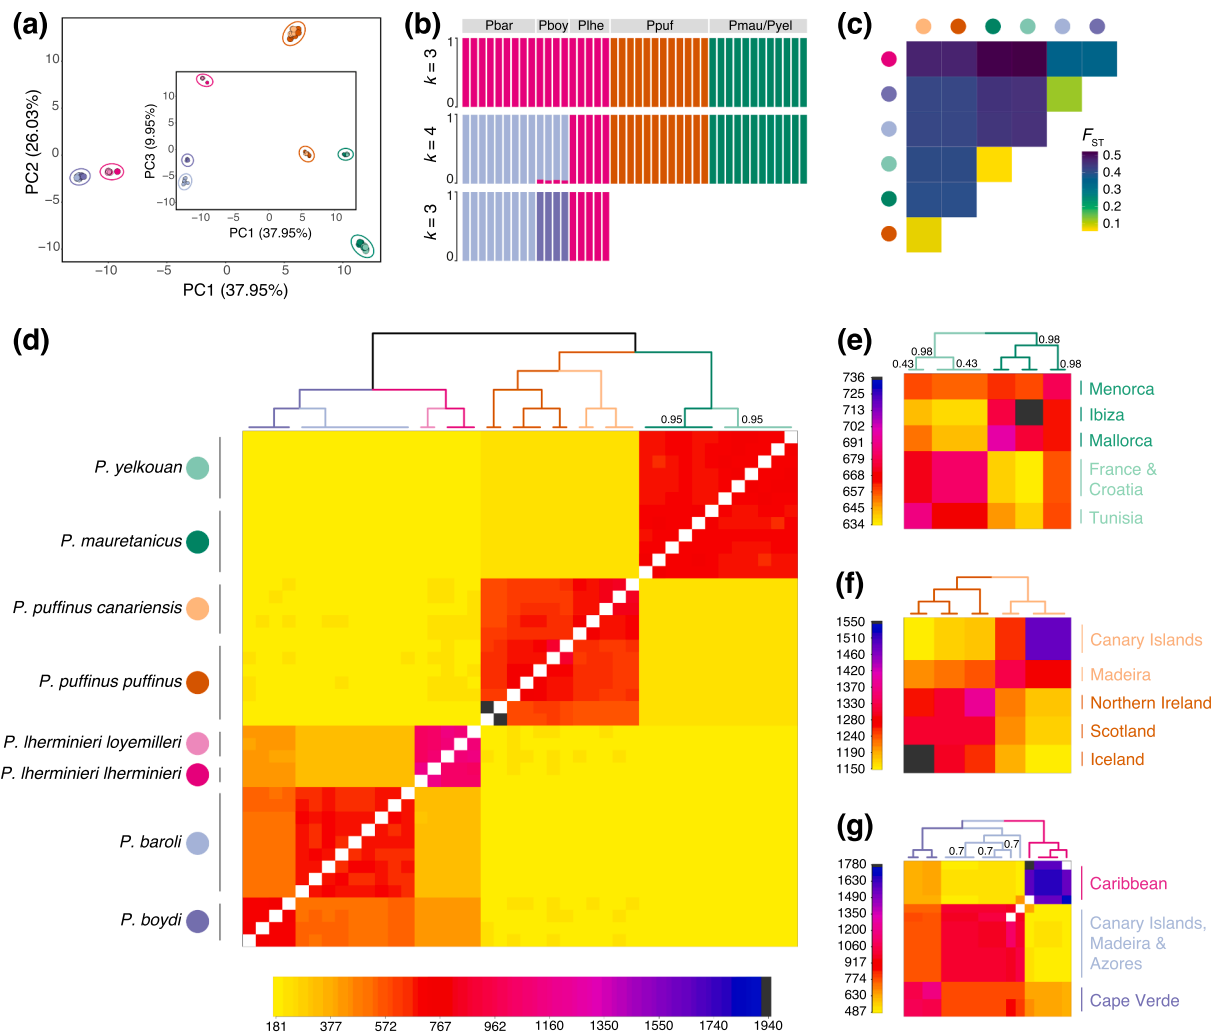 (a)
PC2 (26.03%)
10
5
0
−5
−10
−10
−5
0
5
10
PC1 (37.95%)
PC3 (9.95%)
10
5
0
−5
−10
−10
−5
0
5
10
PC1 (37.95%)
(b)
Pbar
Pboy
Plhe
Ppuf
Pmau/Pyel
k = 3
1
0
k = 4
1
0
k = 3
1
0
(c)
FST
0.5
0.4
0.3
0.2
0.1
(d)
0.95
0.95
P. yelkouan
P. mauretanicus
P. puffinus canariensis
P. puffinus puffinus
P. lherminieri loyemilleri
P. lherminieri lherminieri
P. baroli
P. boydi
181 377 572 767 962 1160 1350 1550 1740 1940
(e)
0.98
0.43
0.43
0.98
0.98
736
725
713
702
691
679
668
657
645
634
Menorca
Ibiza
Mallorca
France &
Croatia
Tunisia
(f)
1550
1510
1460
1420
1370
1330
1280
1240
1190
1150
Canary Islands
Madeira
Northern Ireland
Scotland
Iceland
(g)
0.7
0.7
0.7
1780
1630
1490
1350
1200
1060
917
774
630
487
Caribbean
Canary Islands,
Madeira &
Azores
Cape Verde